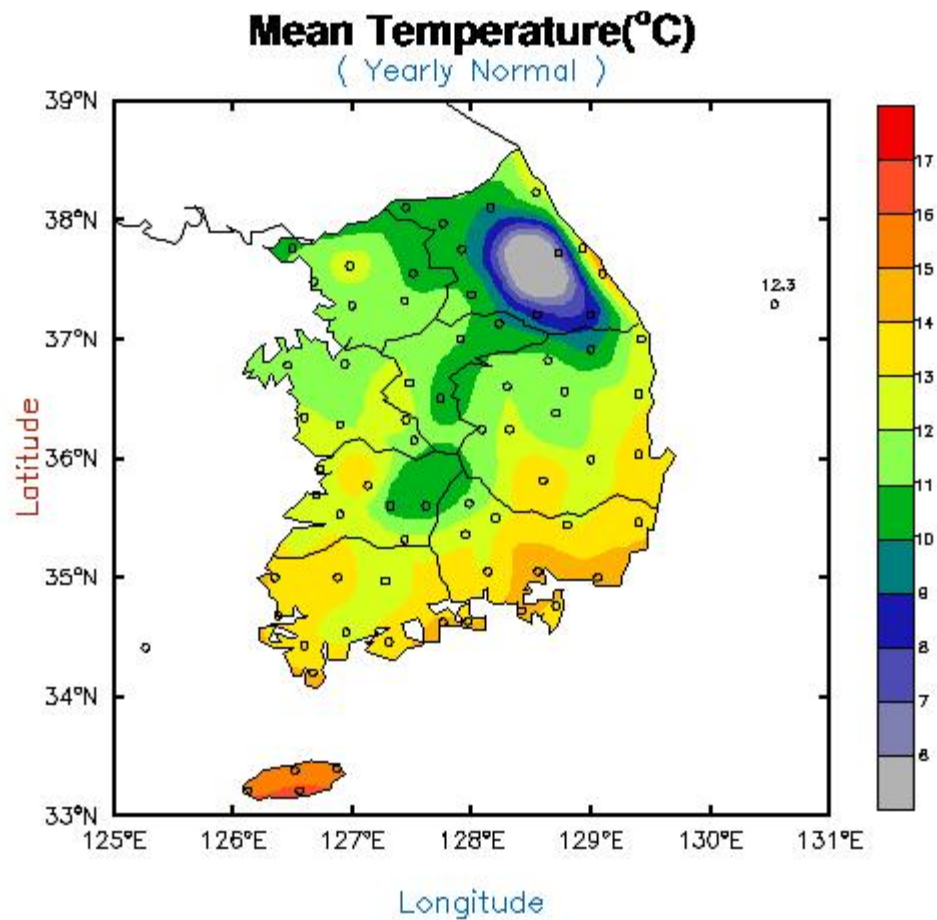 Mean Temperature(°C)
( Yearly Normal )
39°N
38°N
37°N
36°N
35°N
34°N
33°N
Latitude
125°E 126°E 127°E 128°E 129°E 130°E 131°E
Longitude
12.3
17
16
15
14
13
12
11
10
9
8
7
6